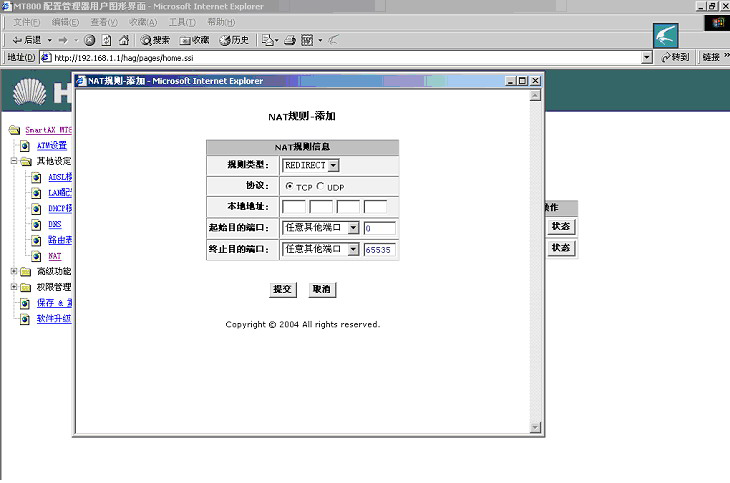 MT800 配置管理器用户图形界面 - Microsoft Internet Explorer
文件(F) 编辑(E) 查看(V) 收藏(A) 工具(T) 帮助(H)
后退 搜索 收藏 历史
地址(D) http://192.168.1.1/hag/pages/home.ssi 转到 链接 »
NAT规则-添加 - Microsoft Internet Explorer
H
SmartAX MT8
ATM设置
其他设定
ADSL模
LAN配
DHCP模
DNS
路由表
NAT
高级功能
权限管理
保存 & 重
软件升级
NAT规则-添加
NAT规则信息
规则类型: REDIRECT
协议: TCP UDP
本地地址:
起始目的端口: 任意其他端口 0
终止目的端口: 任意其他端口 65535
提交 取消
Copyright © 2004 All rights reserved.
操作
状态
状态